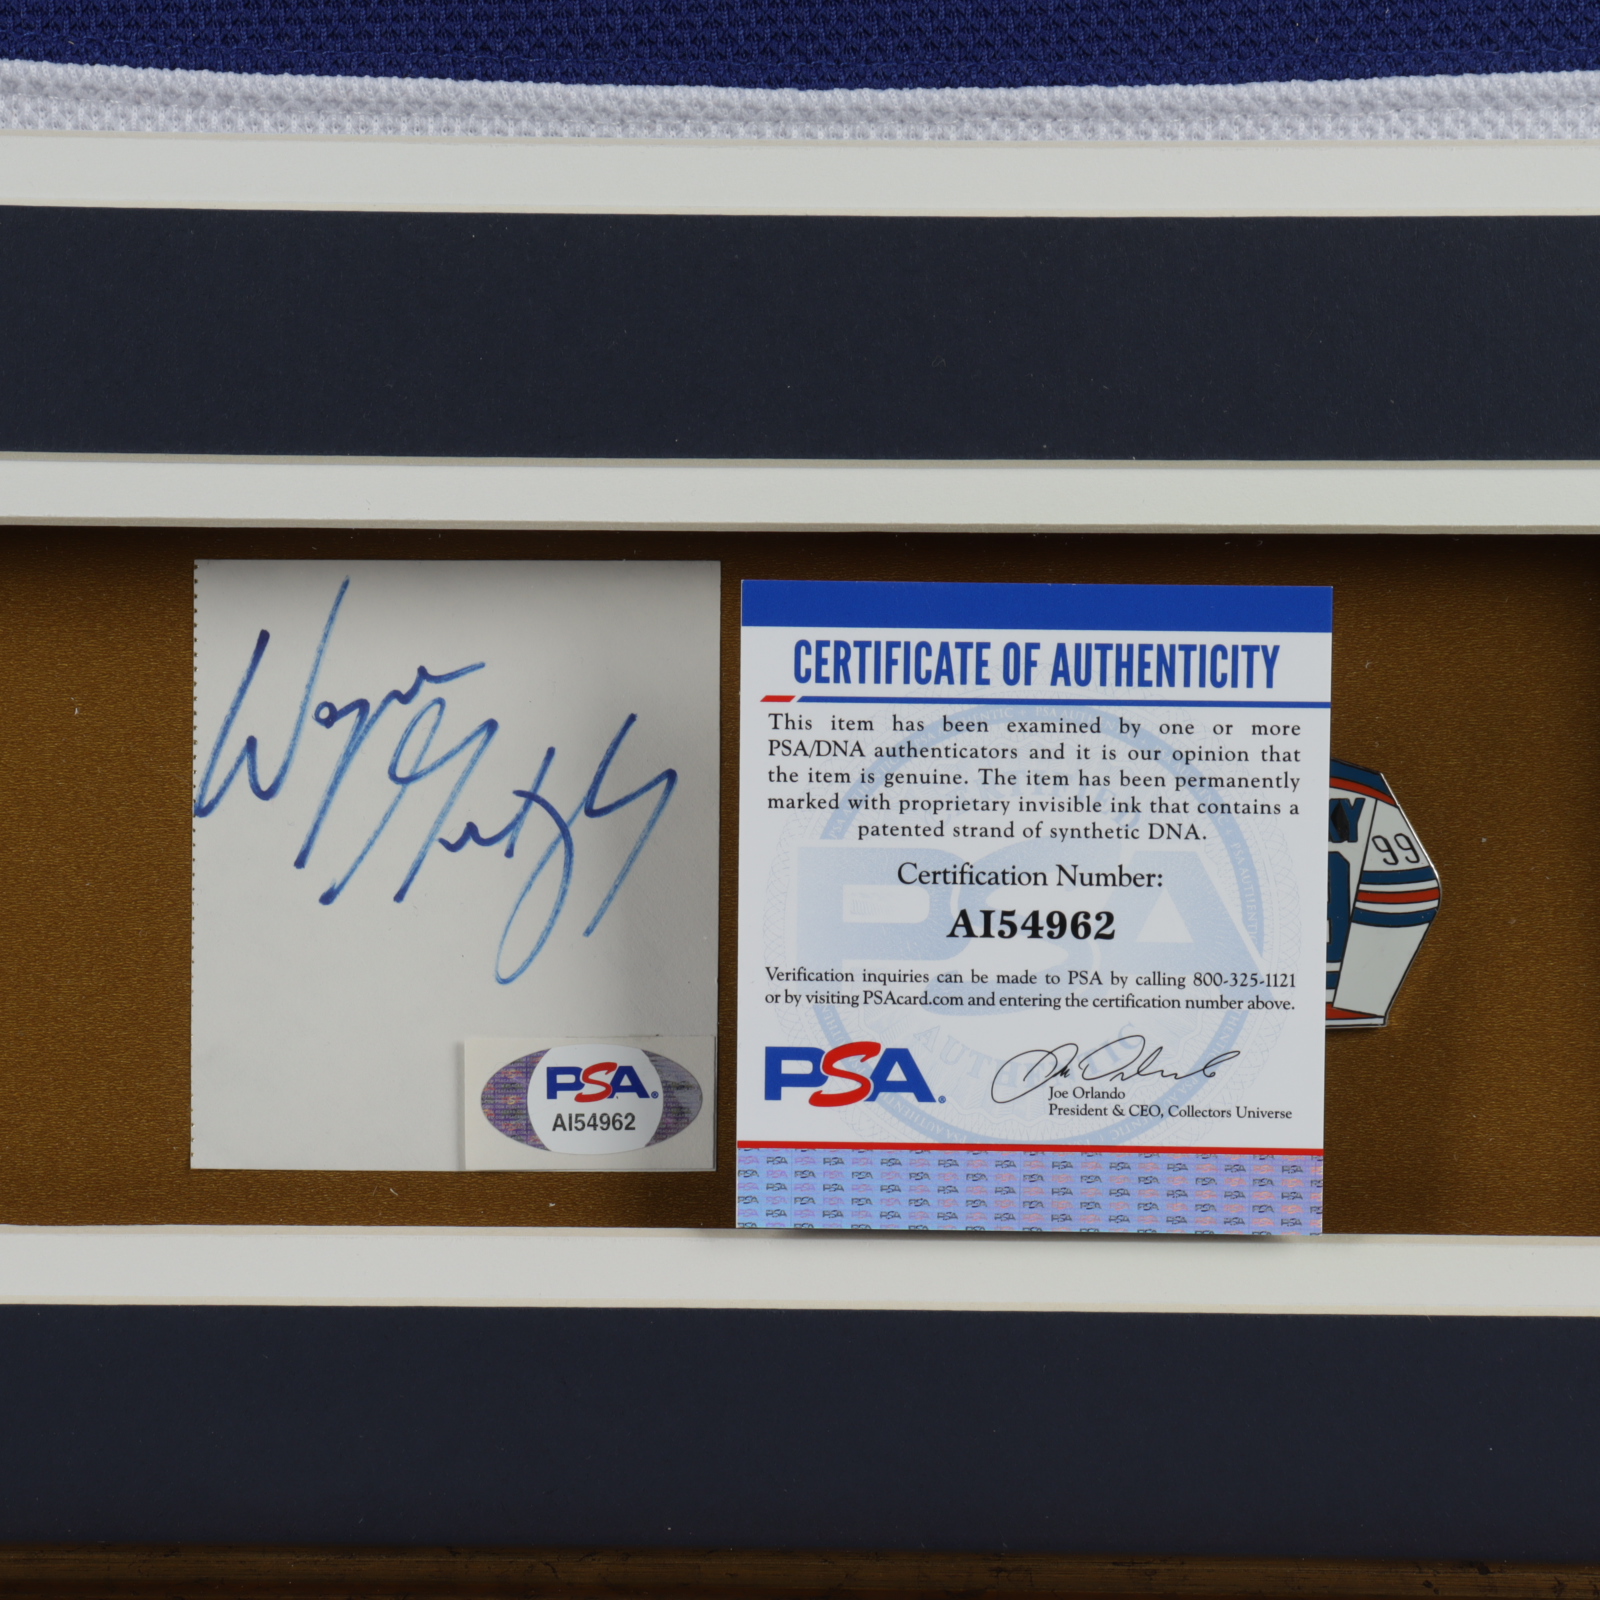 Wayne Gretzky
PSA
AI54962
CERTIFICATE OF AUTHENTICITY
This item has been examined by one or more
PSA/DNA authenticators and it is our opinion that
the item is genuine. The item has been permanently
marked with proprietary invisible ink that contains a
patented strand of synthetic DNA.
Certification Number:
AI54962
Verification inquiries can be made to PSA by calling 800-325-1121
or by visiting PSAcard.com and entering the certification number above.
PSA
Joe Orlando
President & CEO, Collectors Universe
KY
99